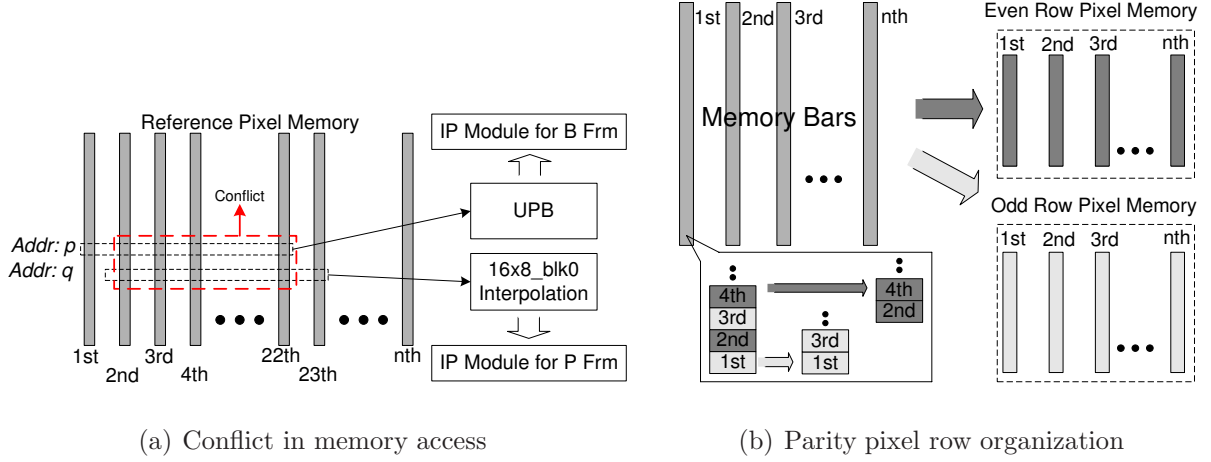 Reference Pixel Memory
Conflict
Addr: p
Addr: q
1st
2nd
3rd
4th
22th
23th
nth
IP Module for B Frm
UPB
16x8_blk0
Interpolation
IP Module for P Frm
(a) Conflict in memory access
1st 2nd 3rd nth
Memory Bars
4th
3rd
2nd
1st
3rd
1st
4th
2nd
Even Row Pixel Memory
1st 2nd 3rd nth
Odd Row Pixel Memory
1st 2nd 3rd nth
(b) Parity pixel row organization